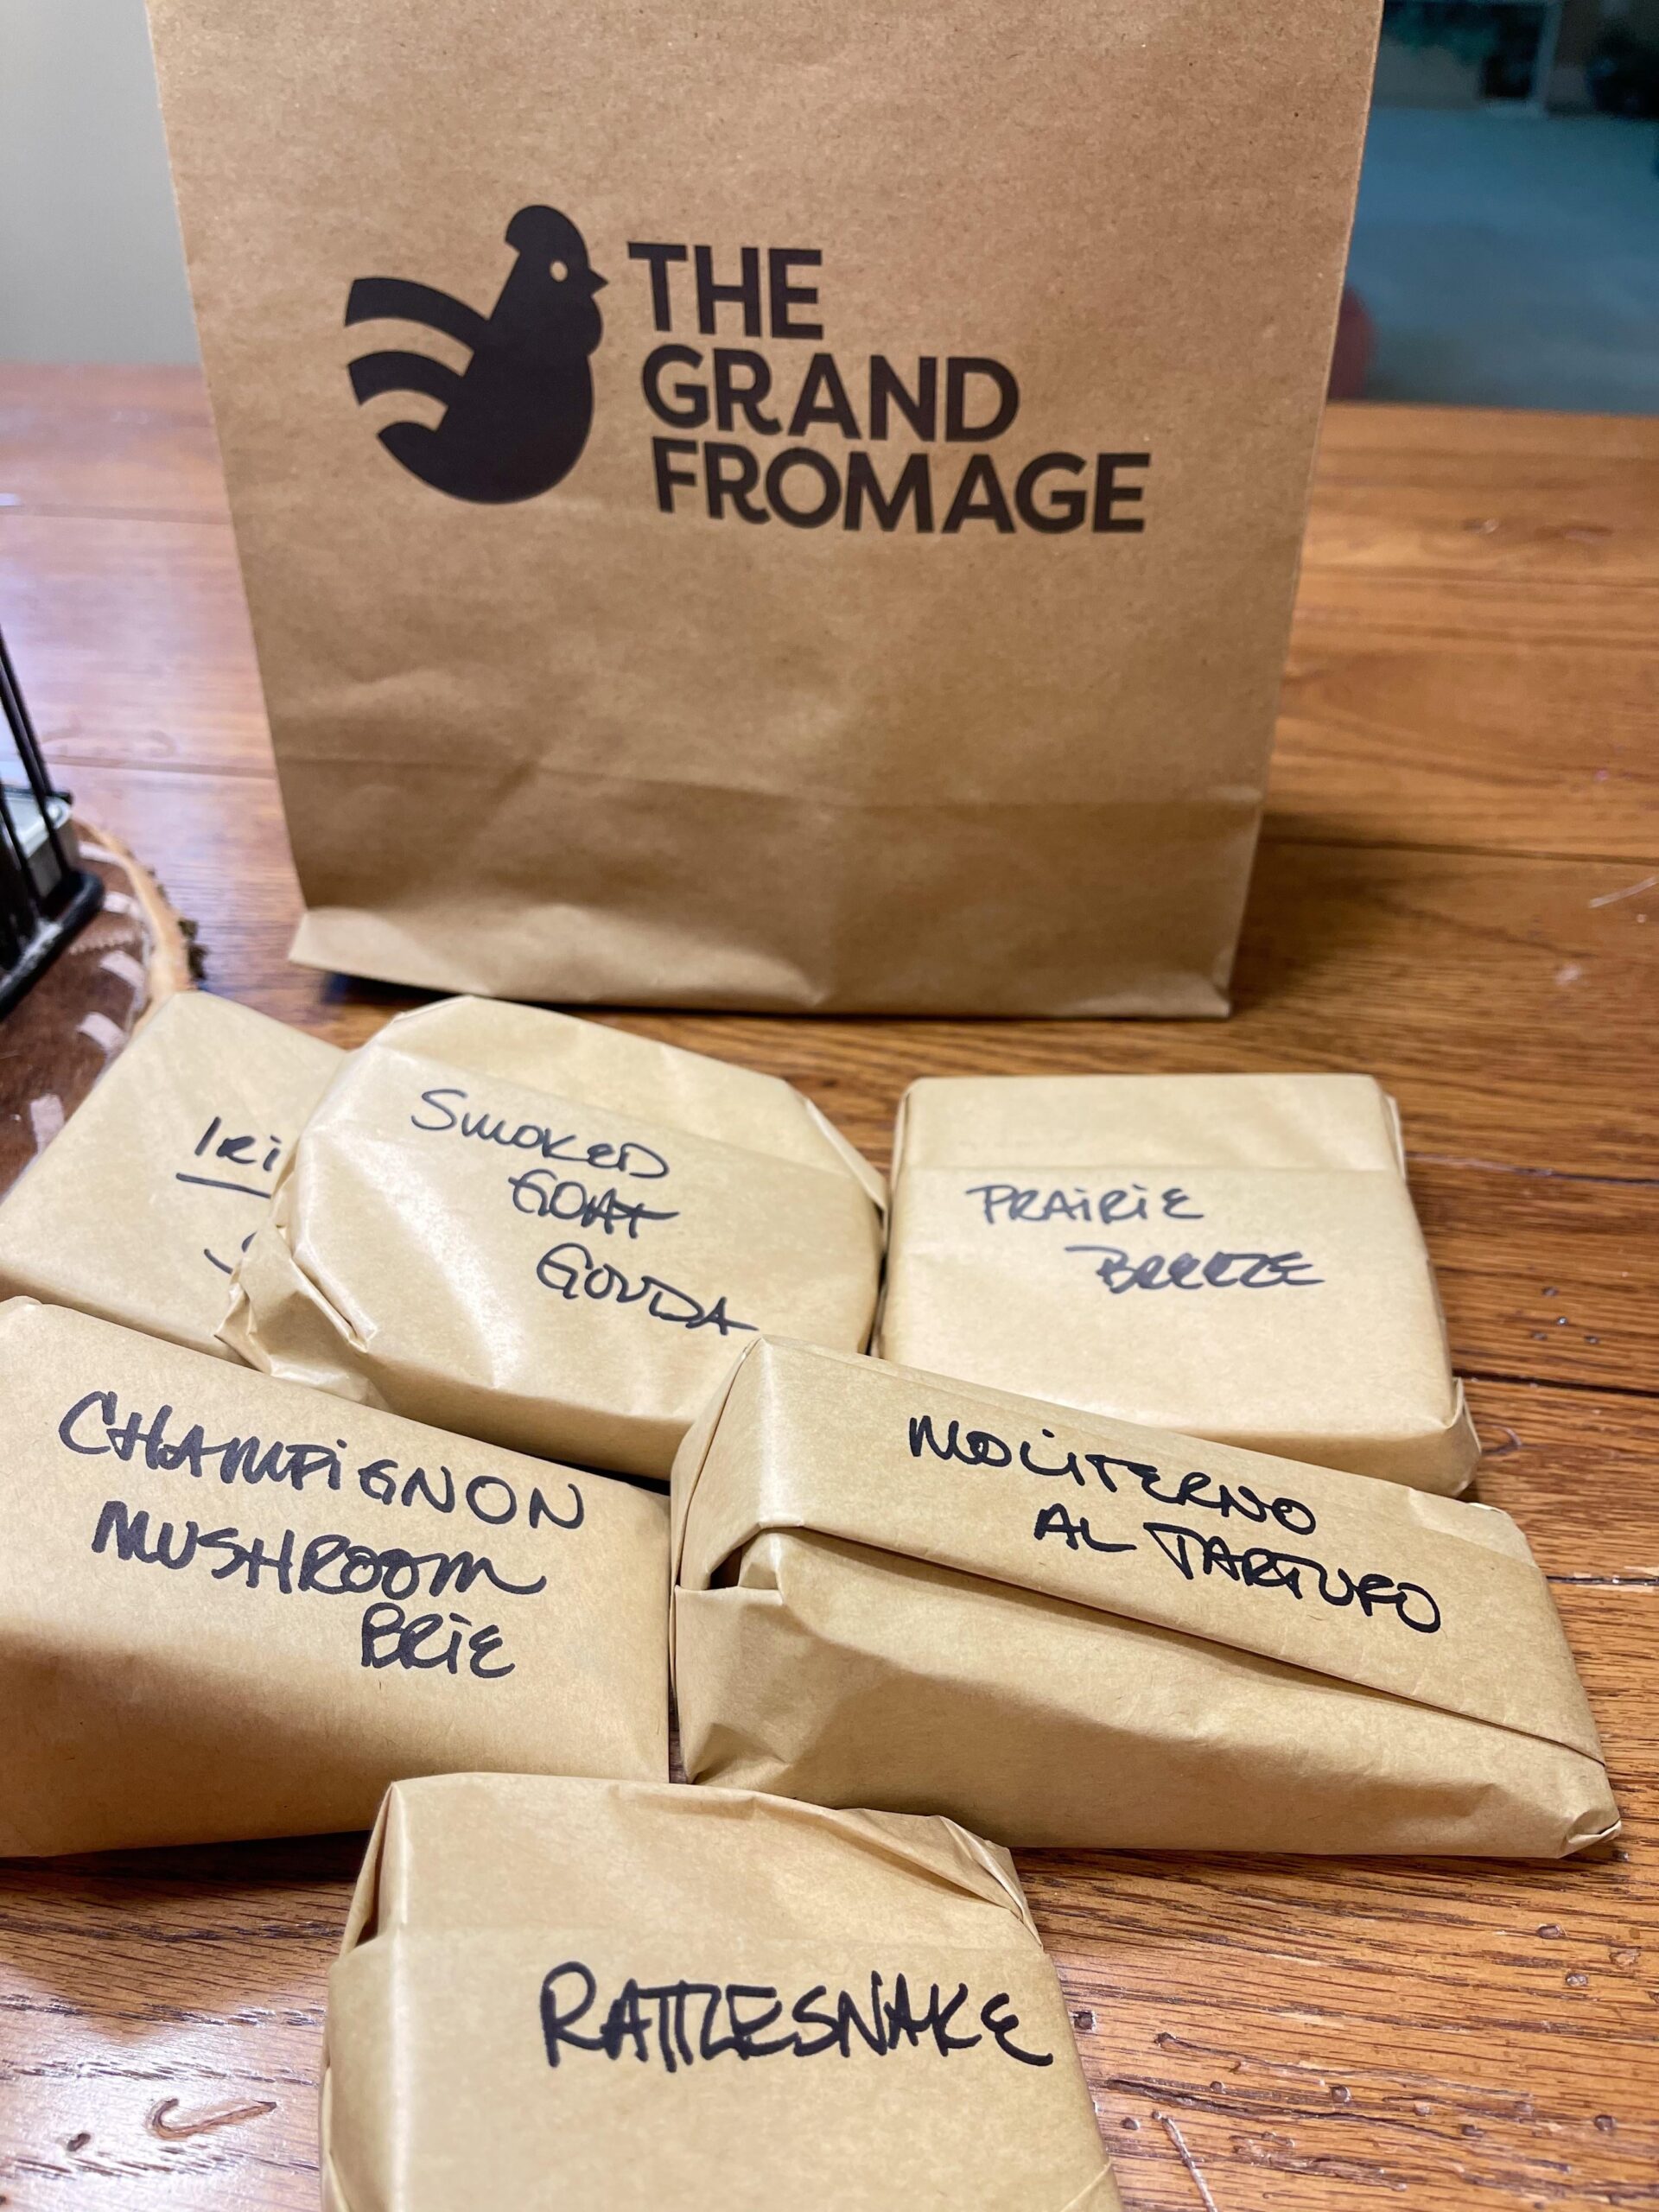 THE
GRAND
FROMAGE
SMOKED
GOAT
GOUDA
PRAIRIE
BREEZE
CHAMPIGNON
MUSHROOM
BRIE
MOLITERNO
AL TARTUFO
RATTLESNAKE